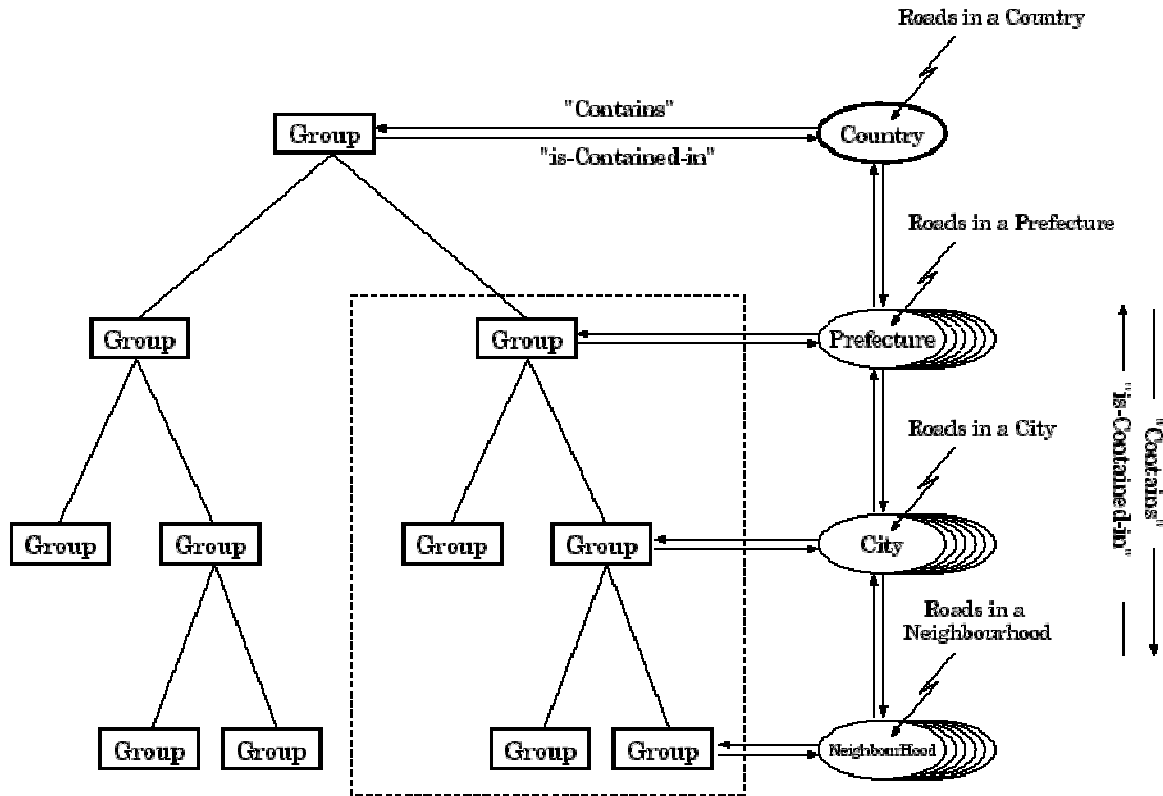 Roads in a Country
"Contains"
Group
Country
"is-Contained-in"
Roads in a Prefecture
Group
Group
Prefecture
Roads in a City
"is-Contained-in"
"Contains"
Group
Group
Group
Group
City
Roads in a
Neighbourhood
Group
Group
Group
Group
NeighbourHood